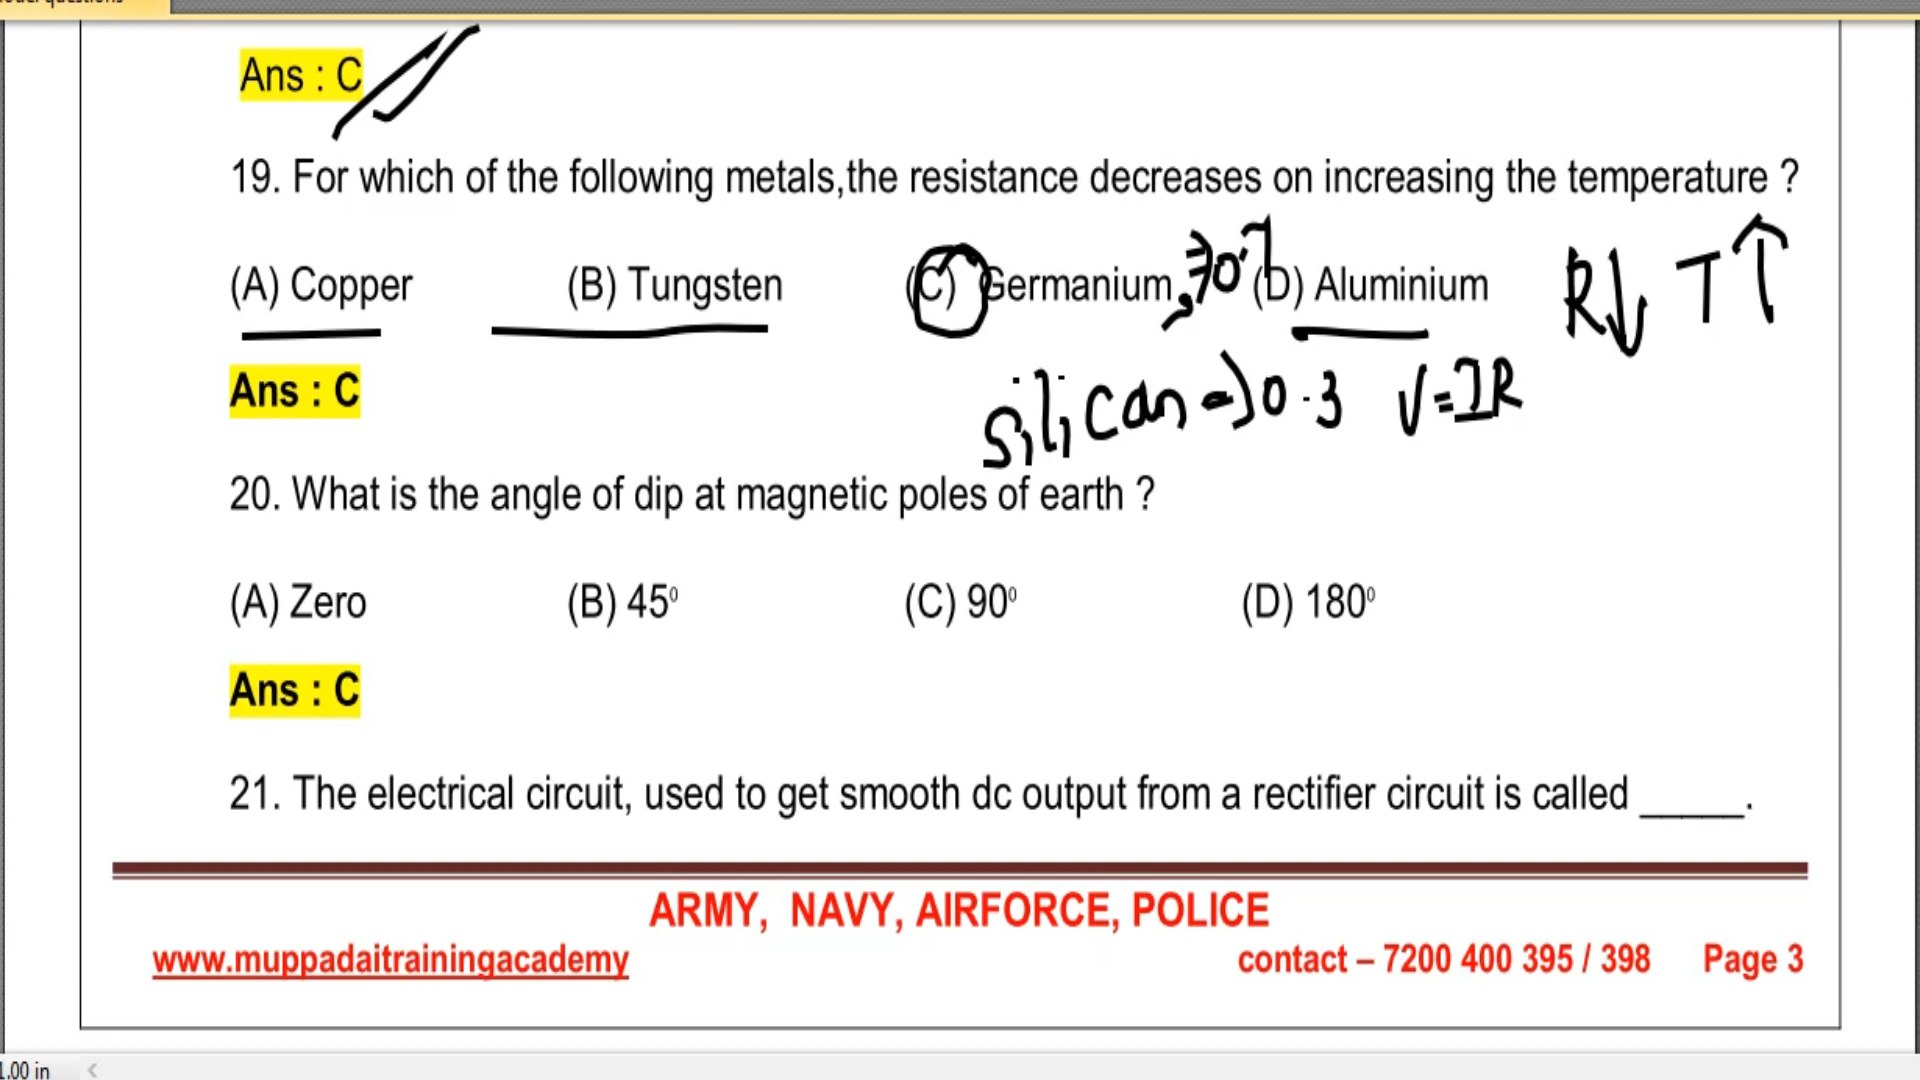 Ans : C
19. For which of the following metals,the resistance decreases on increasing the temperature ?
(A) Copper (B) Tungsten (C) Germanium (D) Aluminium R↓ T↑
Ans : C
silican → 0.3 V=IR
20. What is the angle of dip at magnetic poles of earth ?
(A) Zero (B) 45⁰ (C) 90⁰ (D) 180⁰
Ans : C
21. The electrical circuit, used to get smooth dc output from a rectifier circuit is called _____.
ARMY, NAVY, AIRFORCE, POLICE
www.muppadaitrainingacademy contact – 7200 400 395 / 398 Page 3
1.00 in